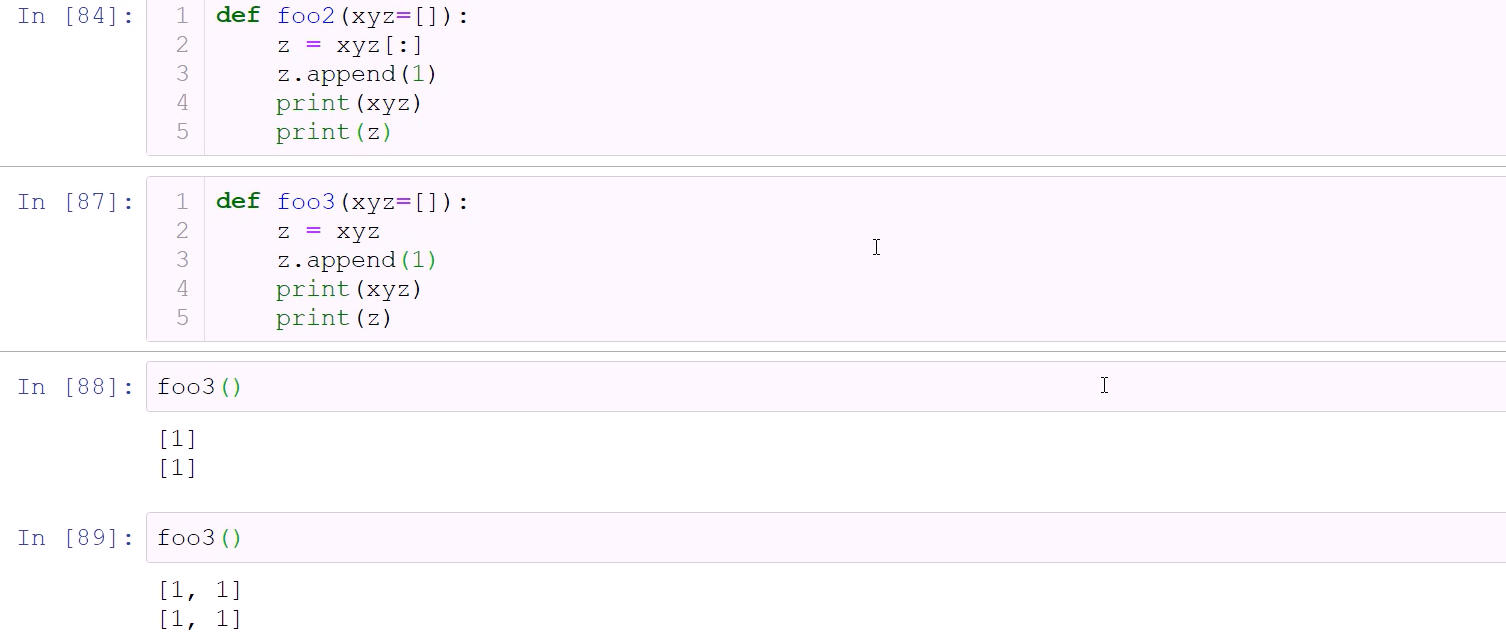 In [84]:
1 def foo2(xyz=[]):
2     z = xyz[:]
3     z.append(1)
4     print(xyz)
5     print(z)
In [87]:
1 def foo3(xyz=[]):
2     z = xyz
3     z.append(1)
4     print(xyz)
5     print(z)
In [88]: foo3()
[1]
[1]
In [89]: foo3()
[1, 1]
[1, 1]